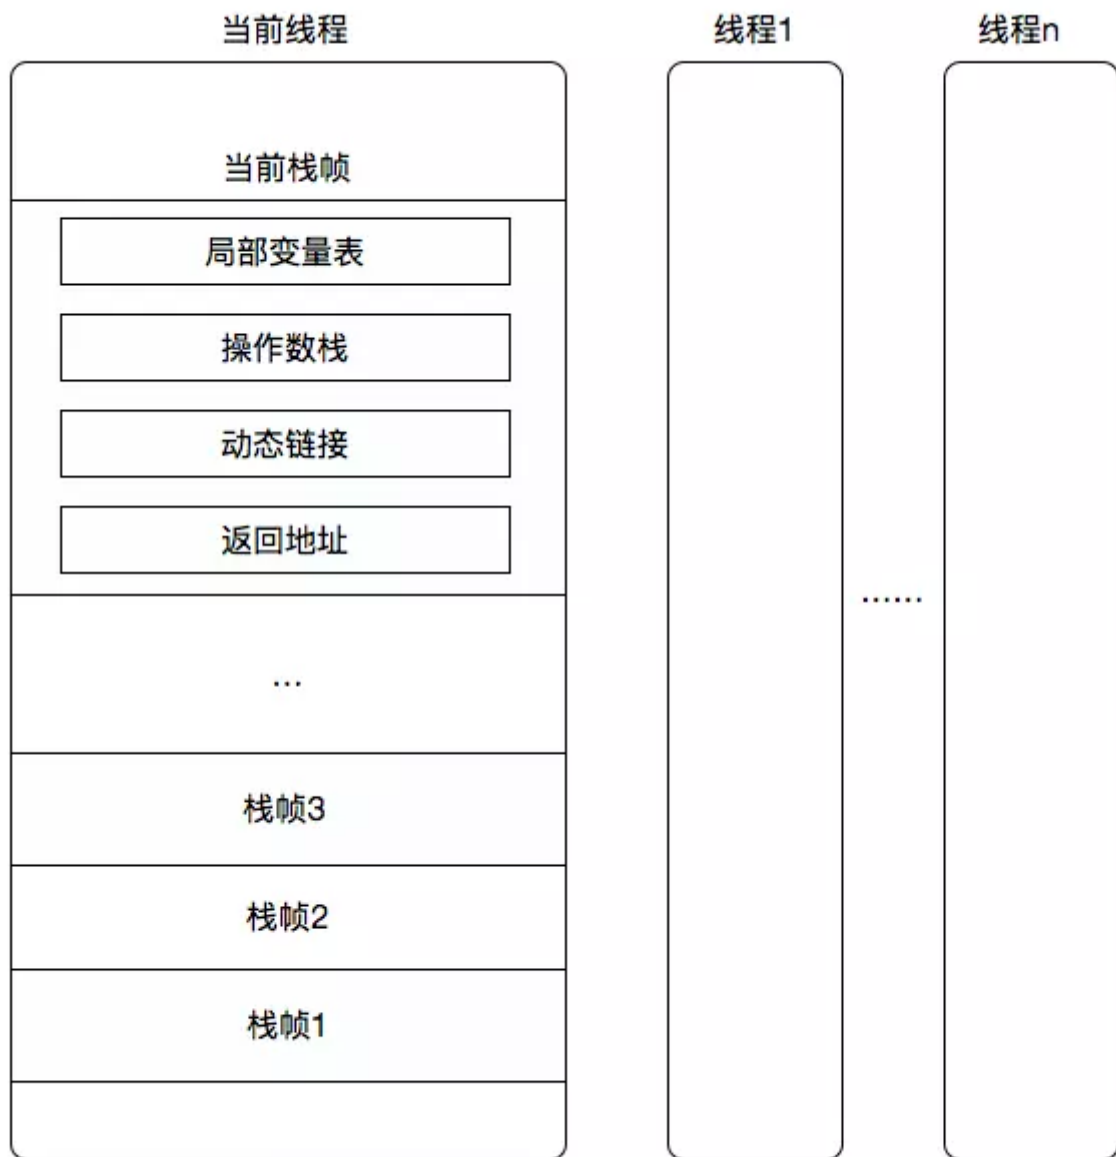 当前线程
线程1
线程n
当前栈帧
局部变量表
操作数栈
动态链接
返回地址
......
...
栈帧3
栈帧2
栈帧1